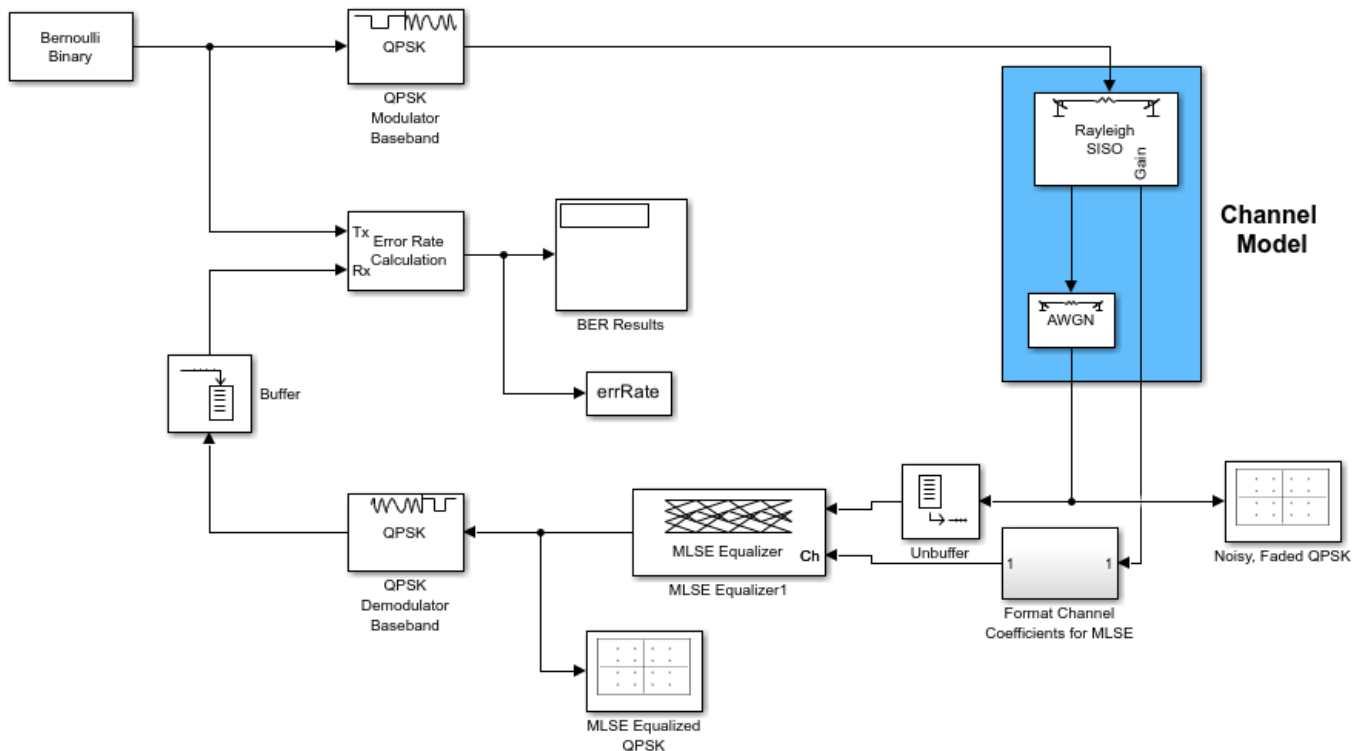 Bernoulli
Binary
QPSK
QPSK
Modulator
Baseband
Rayleigh
SISO
Gain
Channel
Model
AWGN
Tx
Rx
Error Rate
Calculation
BER Results
errRate
Buffer
QPSK
QPSK
Demodulator
Baseband
MLSE Equalizer
Ch
MLSE Equalizer1
Unbuffer
1
1
Format Channel
Coefficients for MLSE
Noisy, Faded QPSK
MLSE Equalized
QPSK